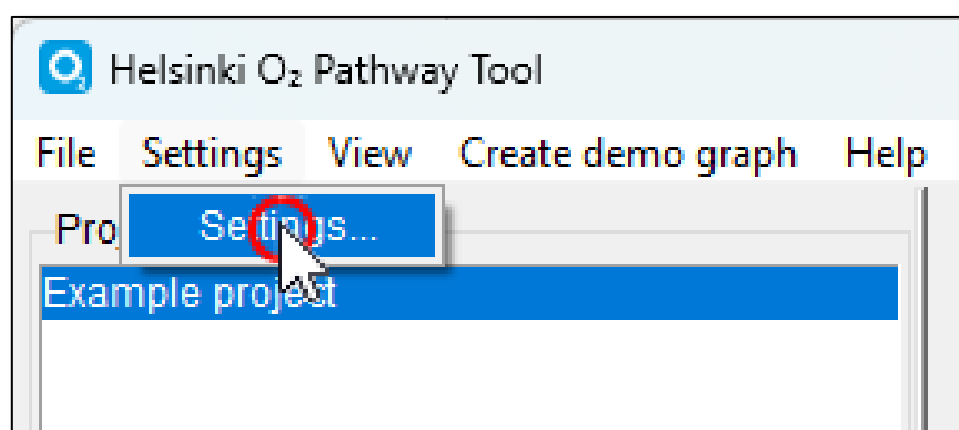 Helsinki O₂ Pathway Tool
File Settings View Create demo graph Help
Settings...
Example project